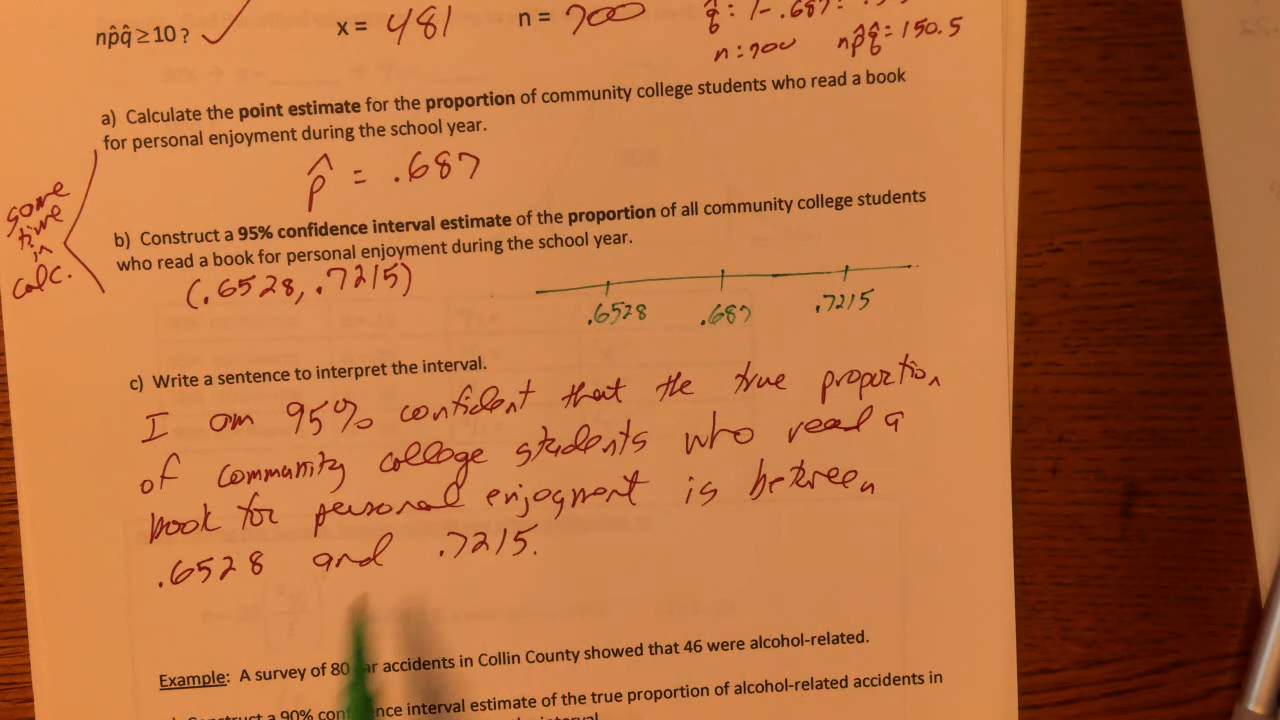 np̂q̂ ≥ 10 ? ✓ x = 481 n = 700 q̂ : 1 - .687 =
n = 700 np̂q̂ = 150.5
a) Calculate the point estimate for the proportion of community college students who read a book
for personal enjoyment during the school year.
p̂ = .687
some
time
in
calc.
b) Construct a 95% confidence interval estimate of the proportion of all community college students
who read a book for personal enjoyment during the school year.
(.6528, .7215)
.6528 .687 .7215
c) Write a sentence to interpret the interval.
I am 95% confident that the true proportion
of community college students who read a
book for personal enjoyment is between
.6528 and .7215.
Example: A survey of 80 accidents in Collin County showed that 46 were alcohol-related.
a 90% interval estimate of the true proportion of alcohol-related accidents in